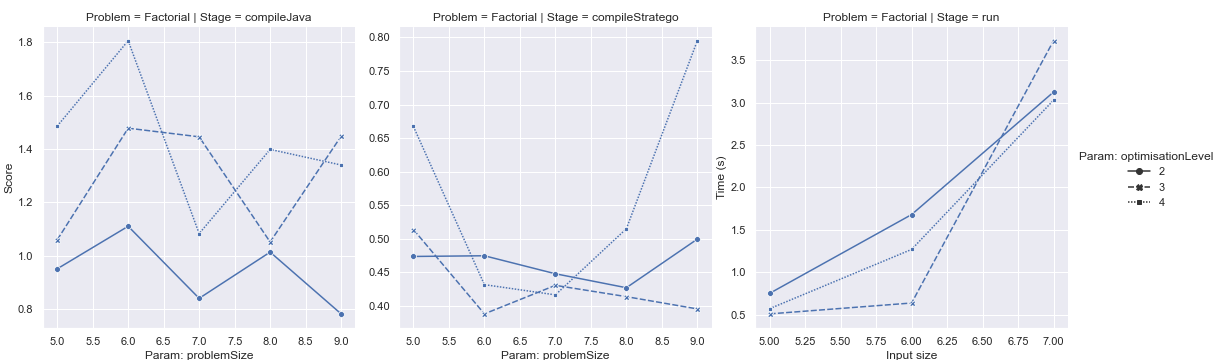 Problem = Factorial | Stage = compileJava
Score
1.8
1.6
1.4
1.2
1.0
0.8
5.0 5.5 6.0 6.5 7.0 7.5 8.0 8.5 9.0
Param: problemSize
Problem = Factorial | Stage = compileStratego
0.80
0.75
0.70
0.65
0.60
0.55
0.50
0.45
0.40
5.0 5.5 6.0 6.5 7.0 7.5 8.0 8.5 9.0
Param: problemSize
Problem = Factorial | Stage = run
Time (s)
3.5
3.0
2.5
2.0
1.5
1.0
0.5
5.00 5.25 5.50 5.75 6.00 6.25 6.50 6.75 7.00
Input size
Param: optimisationLevel
2
3
4